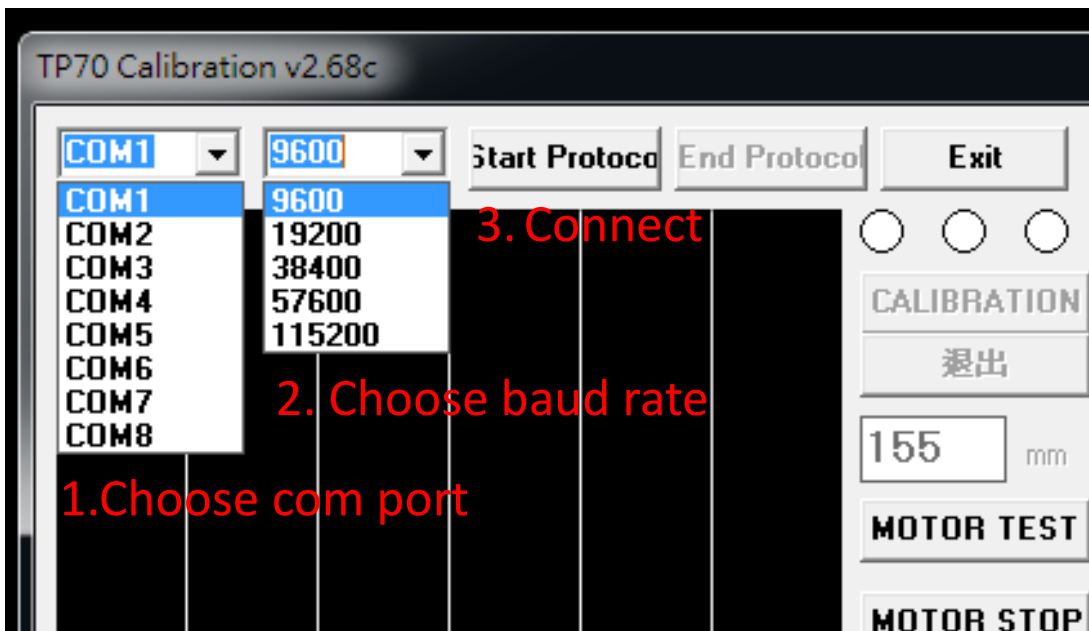 TP70 Calibration v2.68c
COM1
9600
Start Protoco
End Protocol
Exit
COM1
COM2
COM3
COM4
COM5
COM6
COM7
COM8
9600
19200
38400
57600
115200
3. Connect
2. Choose baud rate
1.Choose com port
CALIBRATION
退出
155 mm
MOTOR TEST
MOTOR STOP